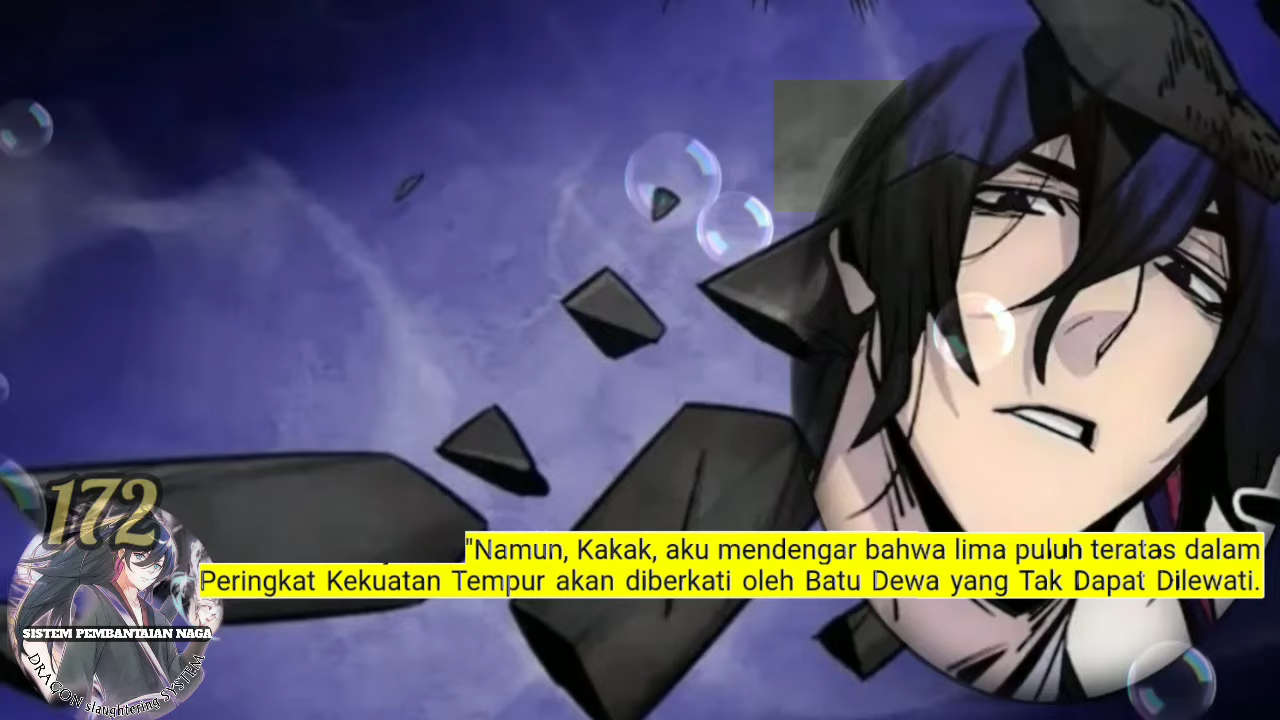 172
"Namun, Kakak, aku mendengar bahwa lima puluh teratas dalam
Peringkat Kekuatan Tempur akan diberkati oleh Batu Dewa yang Tak Dapat Dilewati.
SISTEM PEMBANTAIAN NAGA
DRAGON slaughtering SYSTEM